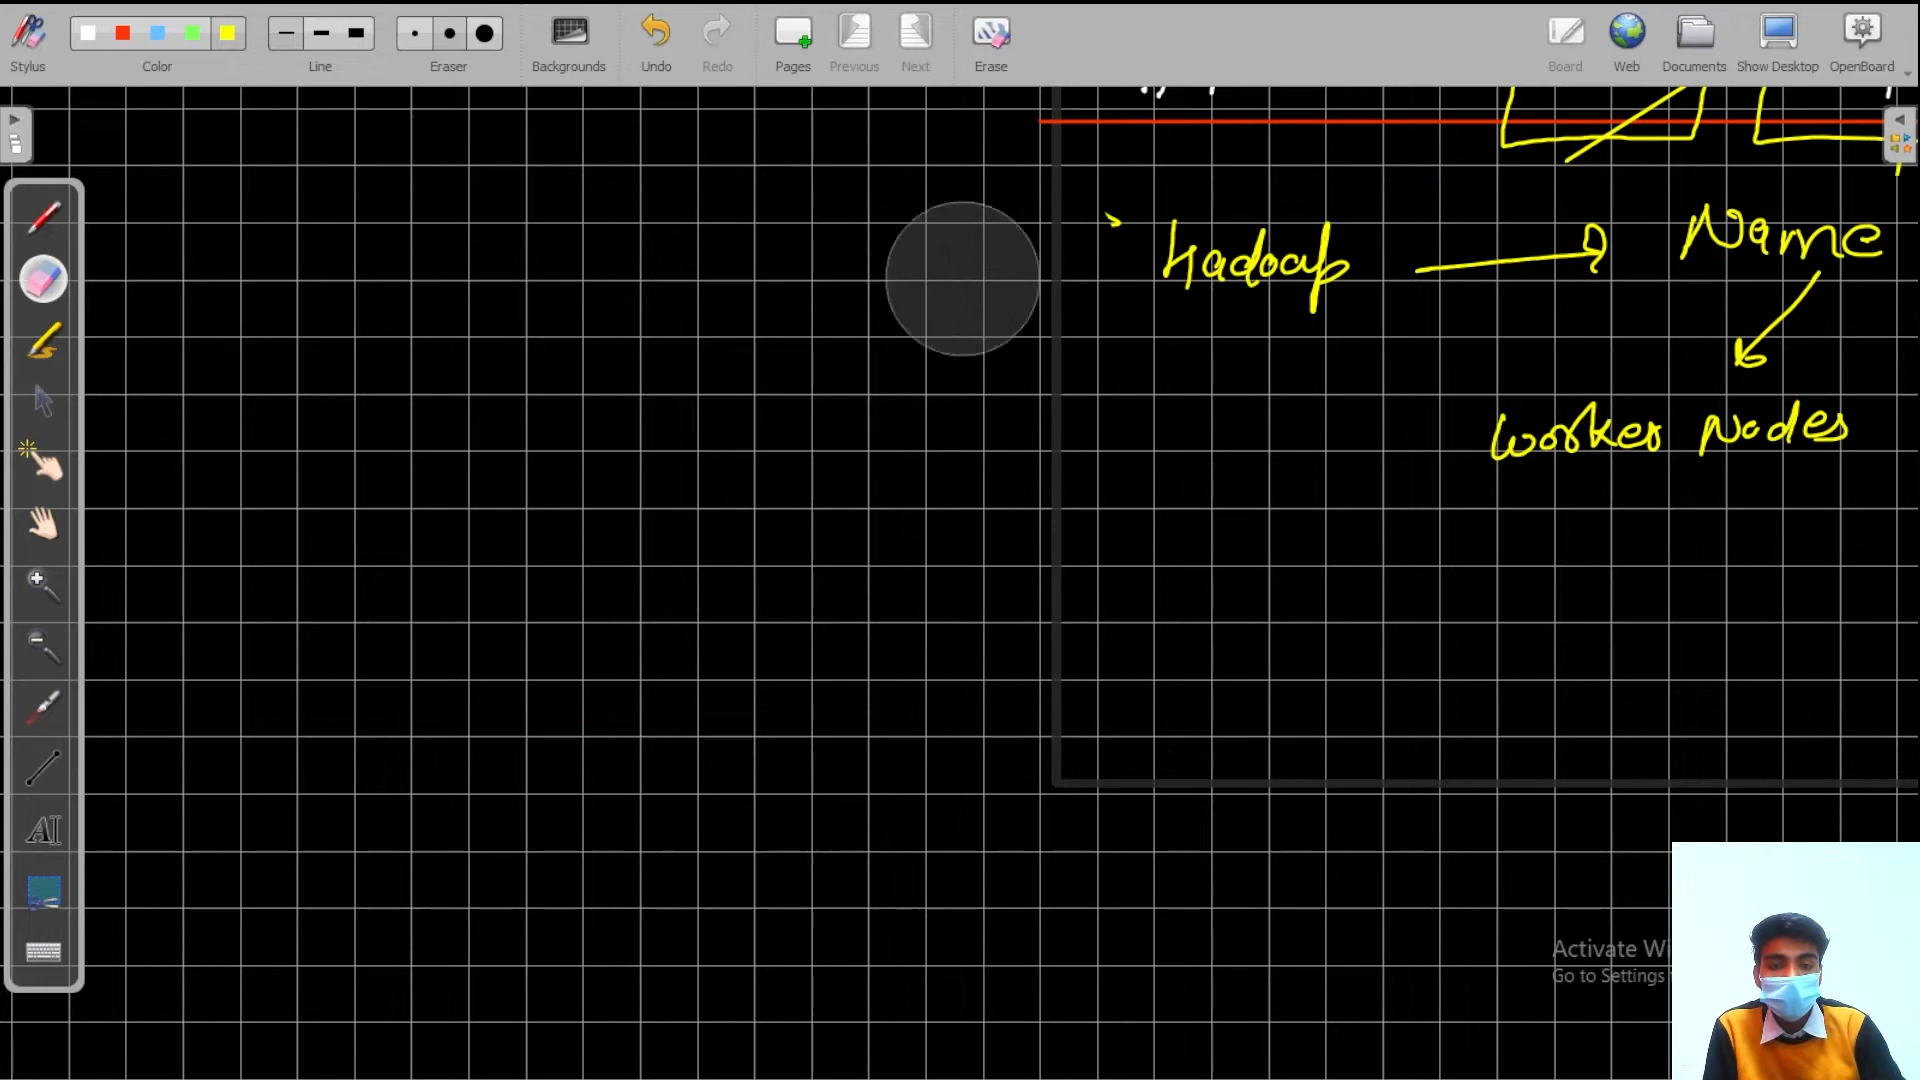 Stylus
Color
Line
Eraser
Backgrounds
Undo
Redo
Pages
Previous
Next
Erase
Board
Web
Documents
Show Desktop
OpenBoard
Hadoop
Name
Worker Nodes
Activate Wi
Go to Settings